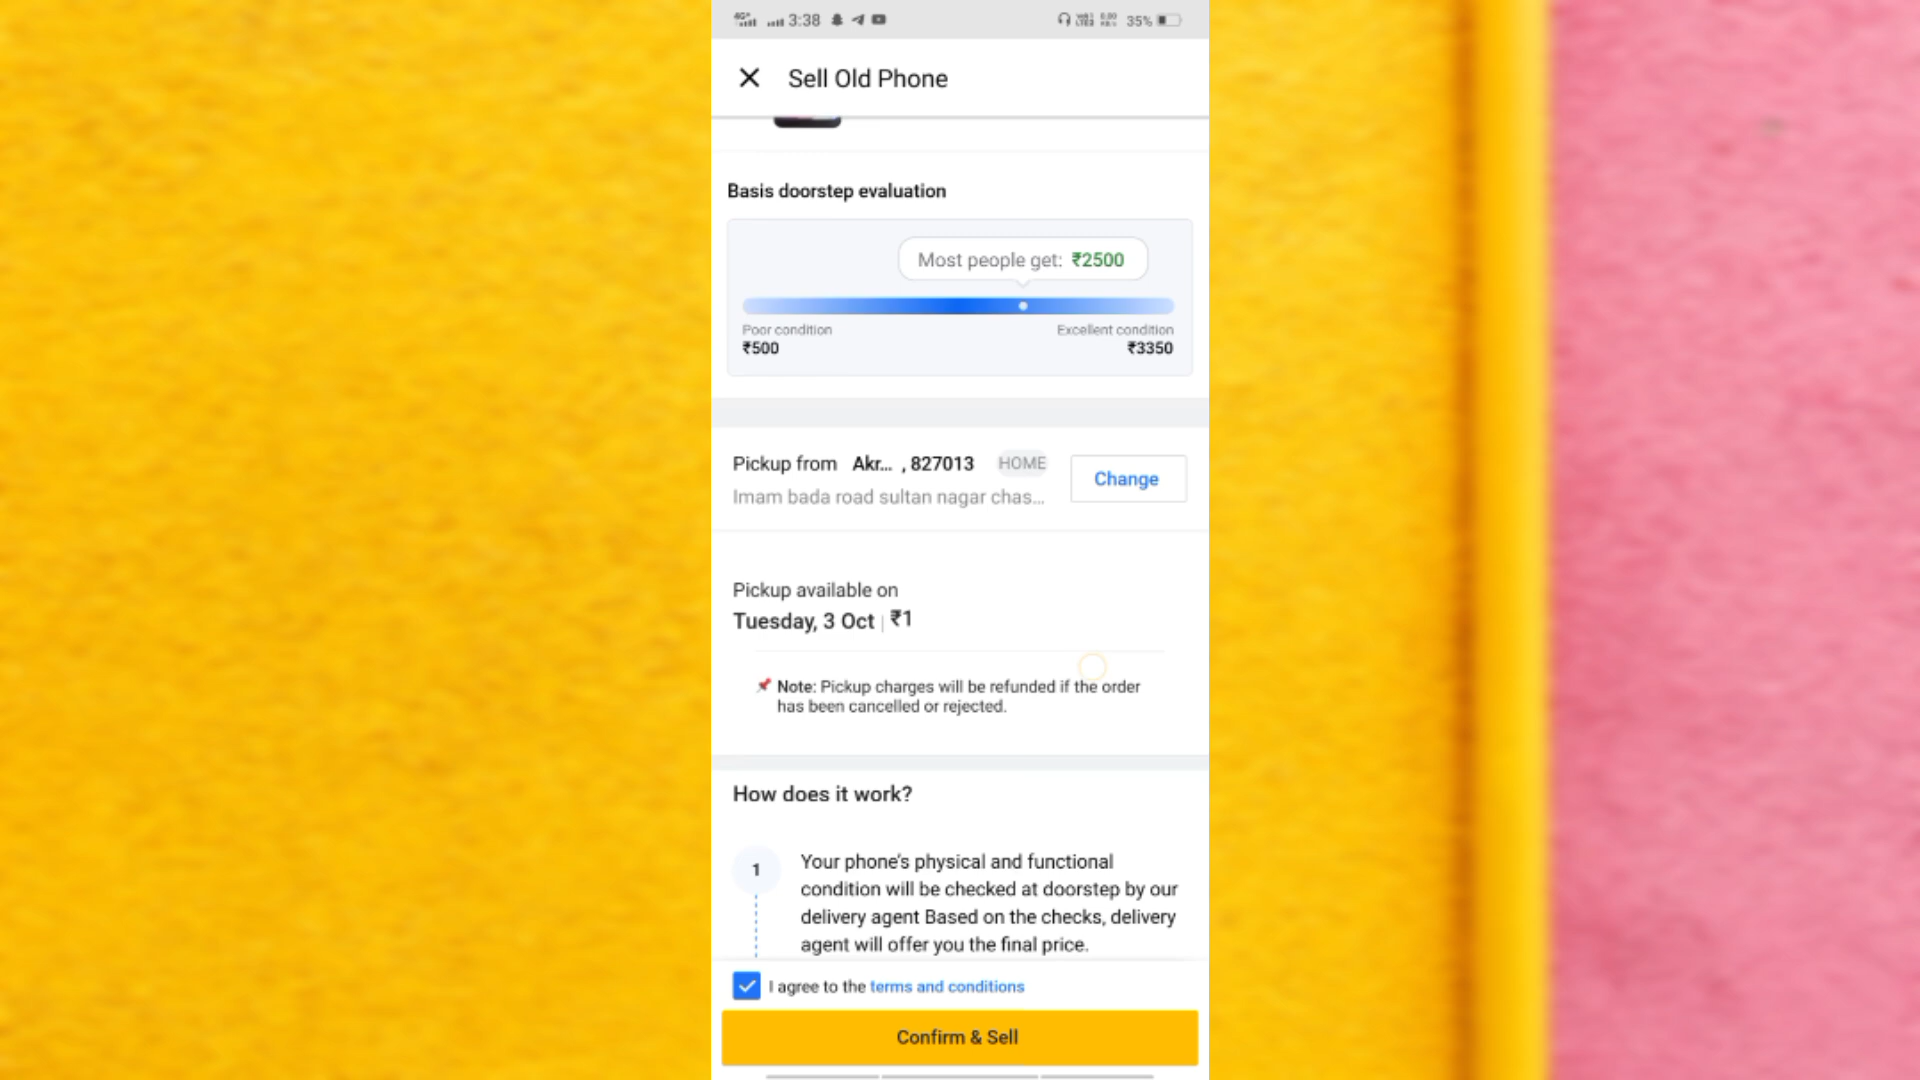 3:38
35%
Sell Old Phone
Basis doorstep evaluation
Most people get: ₹2500
Poor condition
Excellent condition
₹500
₹3350
Pickup from Akr... , 827013 HOME
Change
Imam bada road sultan nagar chas...
Pickup available on
Tuesday, 3 Oct | ₹1
Note: Pickup charges will be refunded if the order
has been cancelled or rejected.
How does it work?
1
Your phone's physical and functional
condition will be checked at doorstep by our
delivery agent Based on the checks, delivery
agent will offer you the final price.
I agree to the terms and conditions
Confirm & Sell